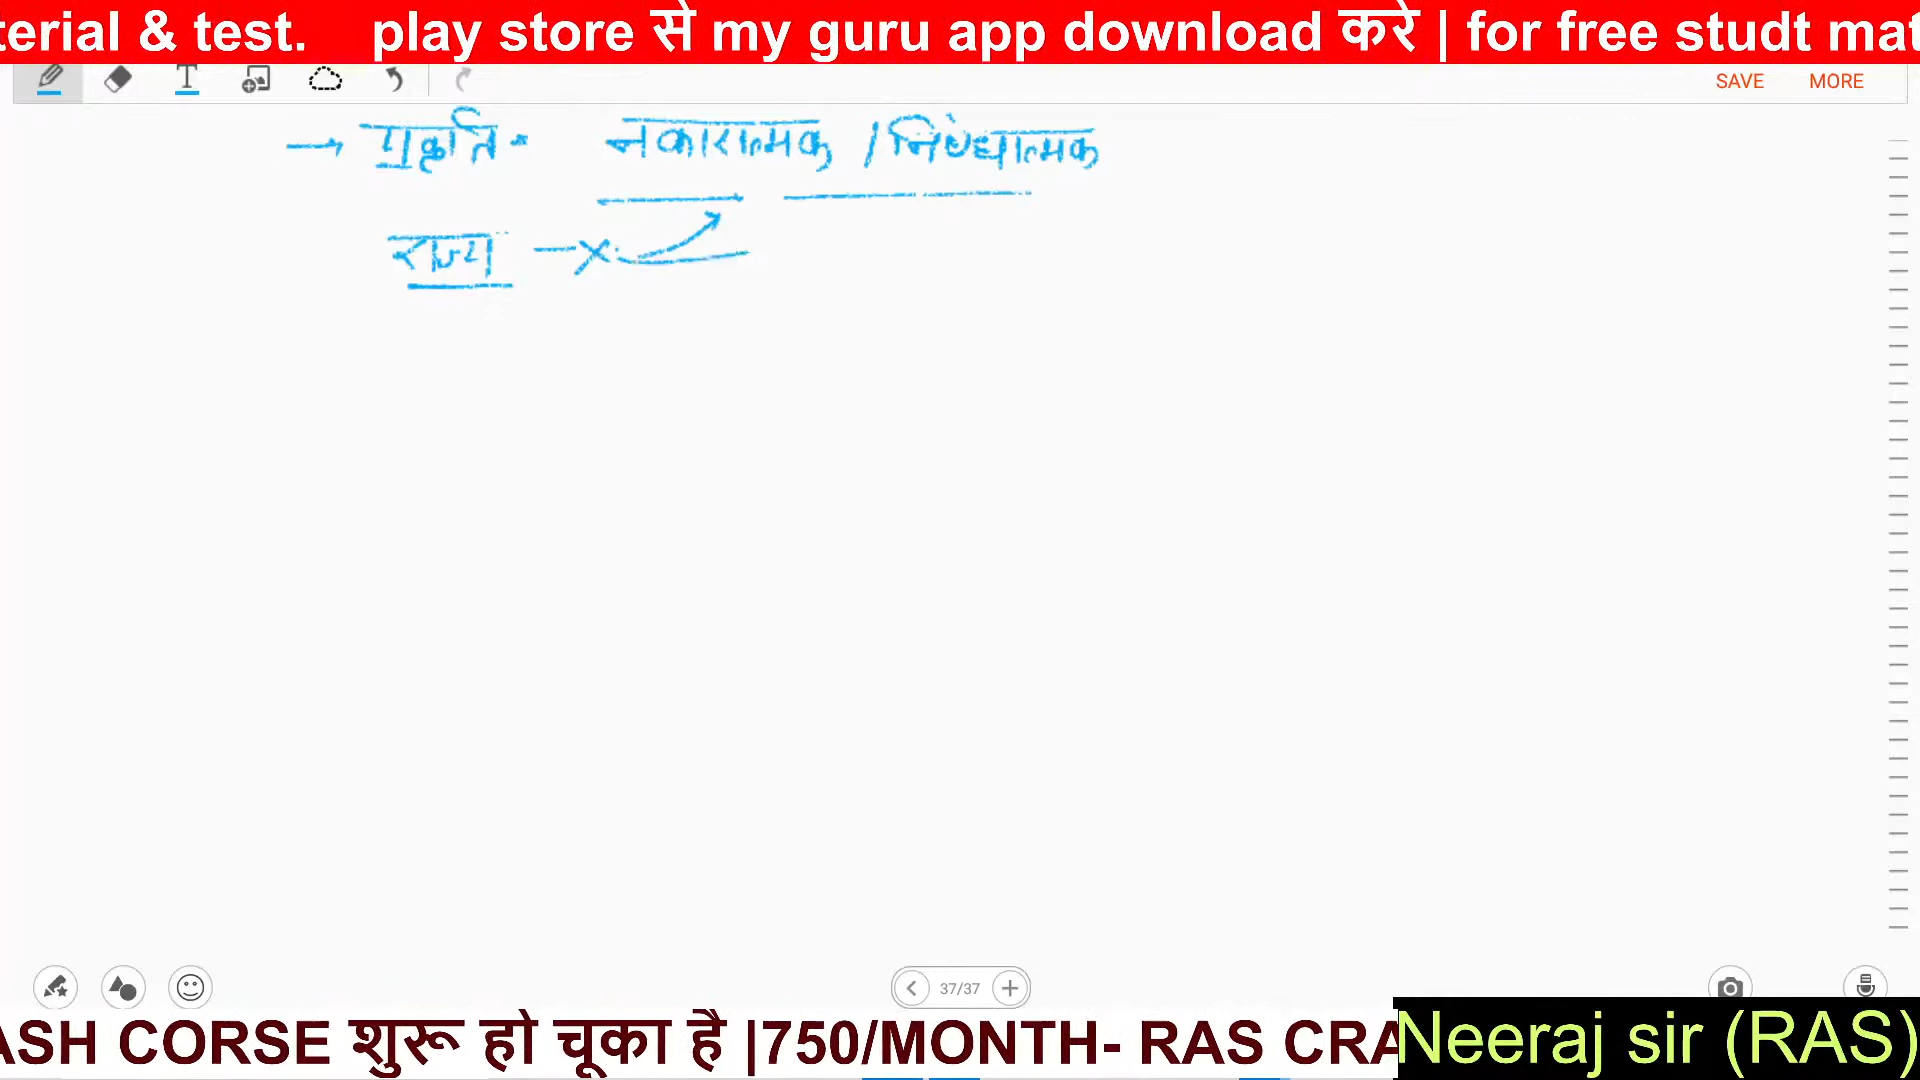 terial & test. play store से my guru app download करे | for free studt mat
T SAVE MORE
→ प्रकृति - नकारात्मक / निषेधात्मक
राज्य —x
37/37
ASH CORSE शुरू हो चूका है |750/MONTH- RAS CRA
Neeraj sir (RAS)